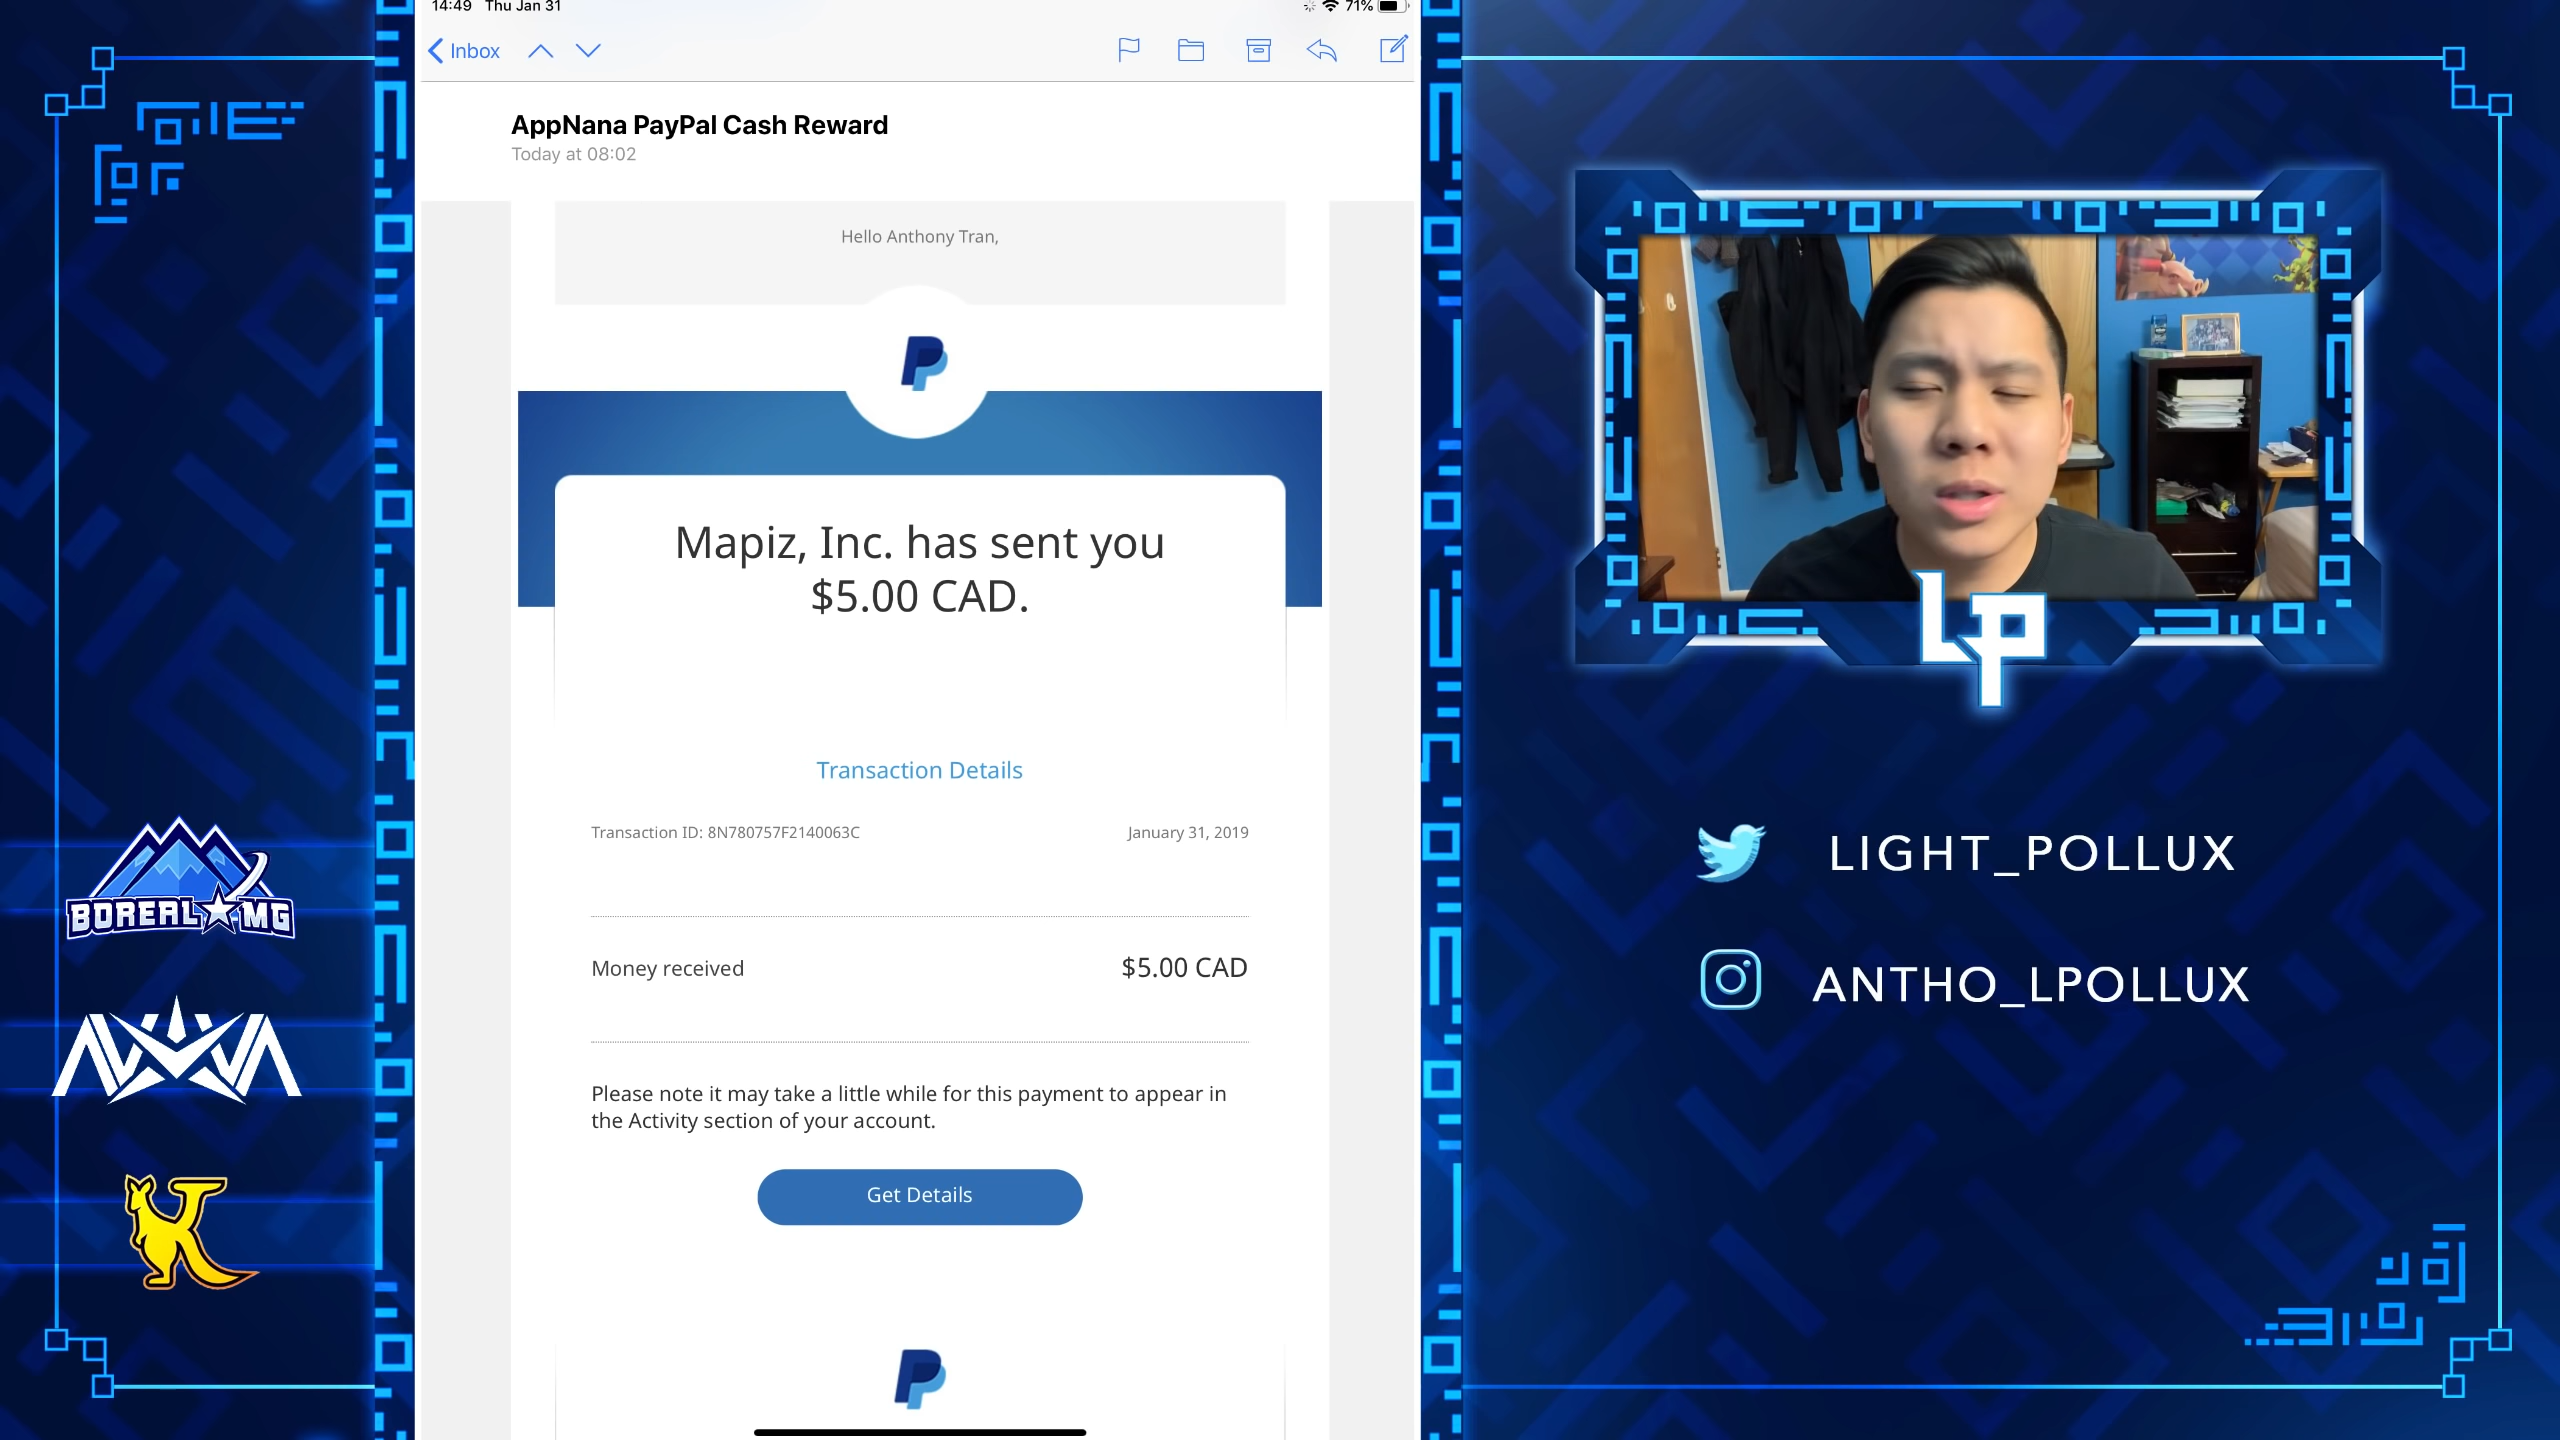 14:49 Thu Jan 31
71%
Inbox
AppNana PayPal Cash Reward
Today at 08:02
Hello Anthony Tran,
Mapiz, Inc. has sent you
$5.00 CAD.
Transaction Details
Transaction ID: 8N780757F2140063C January 31, 2019
Money received $5.00 CAD
Please note it may take a little while for this payment to appear in
the Activity section of your account.
Get Details
BOREAL MG
NOVA
K
LP
LIGHT_POLLUX
ANTHO_LPOLLUX